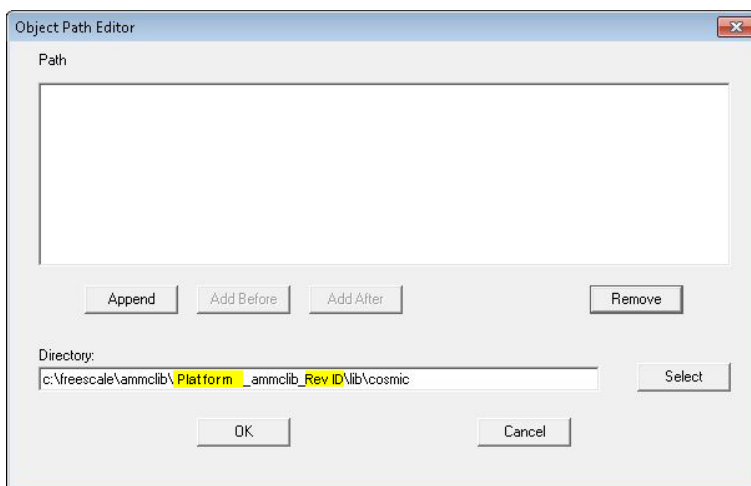 Object Path Editor
Path
Append Add Before Add After Remove
Directory:
c:\freescale\ammclib\ Platform _ammclib_Rev ID\lib\cosmic Select
OK Cancel